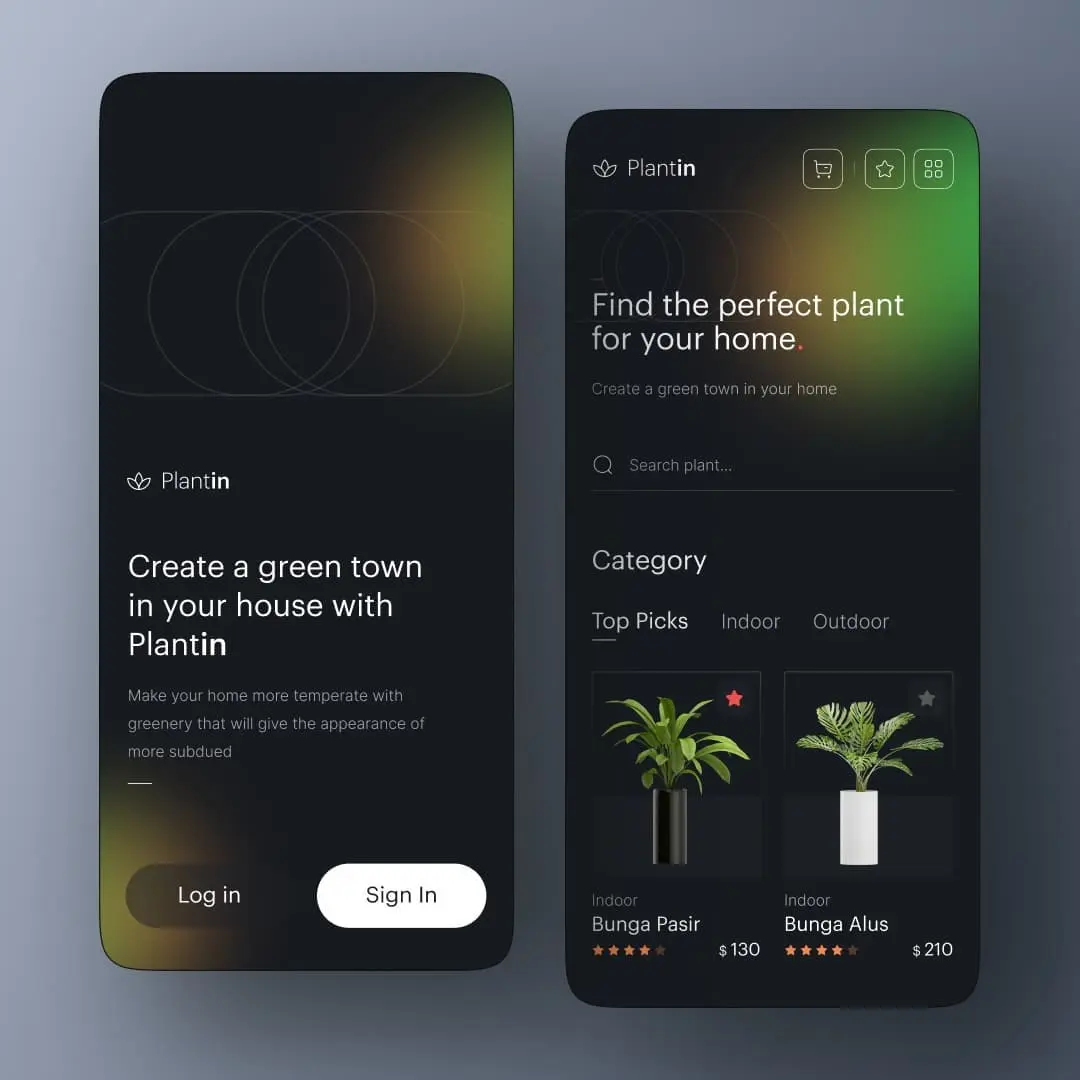 Plantin
Create a green town
in your house with
Plantin
Make your home more temperate with
greenery that will give the appearance of
more subdued
Log in
Sign In
Plantin
Find the perfect plant
for your home.
Create a green town in your home
Search plant...
Category
Top Picks Indoor Outdoor
Indoor
Bunga Pasir
$ 130
Indoor
Bunga Alus
$ 210